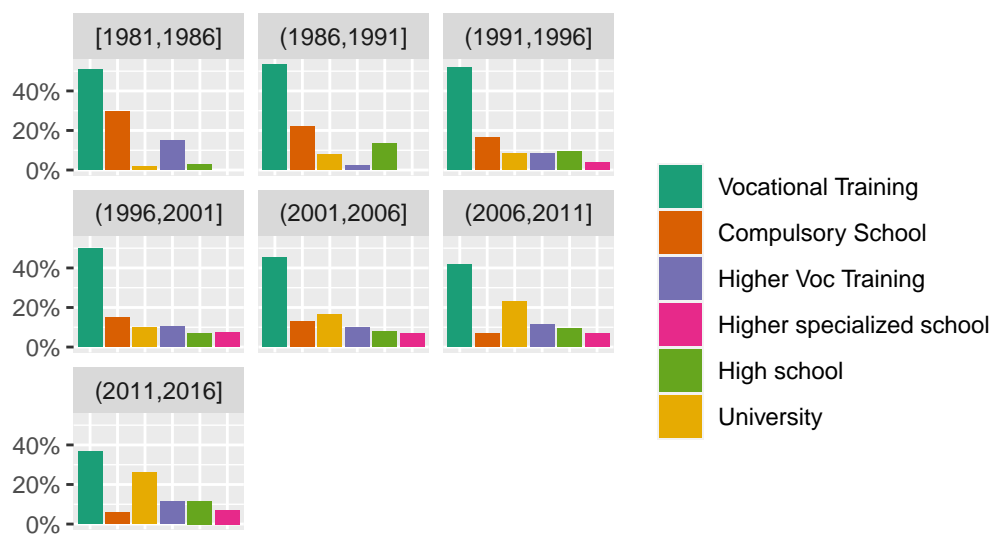 [1981,1986]
(1986,1991]
(1991,1996]
40%
20%
0%
(1996,2001]
(2001,2006]
(2006,2011]
40%
20%
0%
(2011,2016]
40%
20%
0%
Vocational Training
Compulsory School
Higher Voc Training
Higher specialized school
High school
University